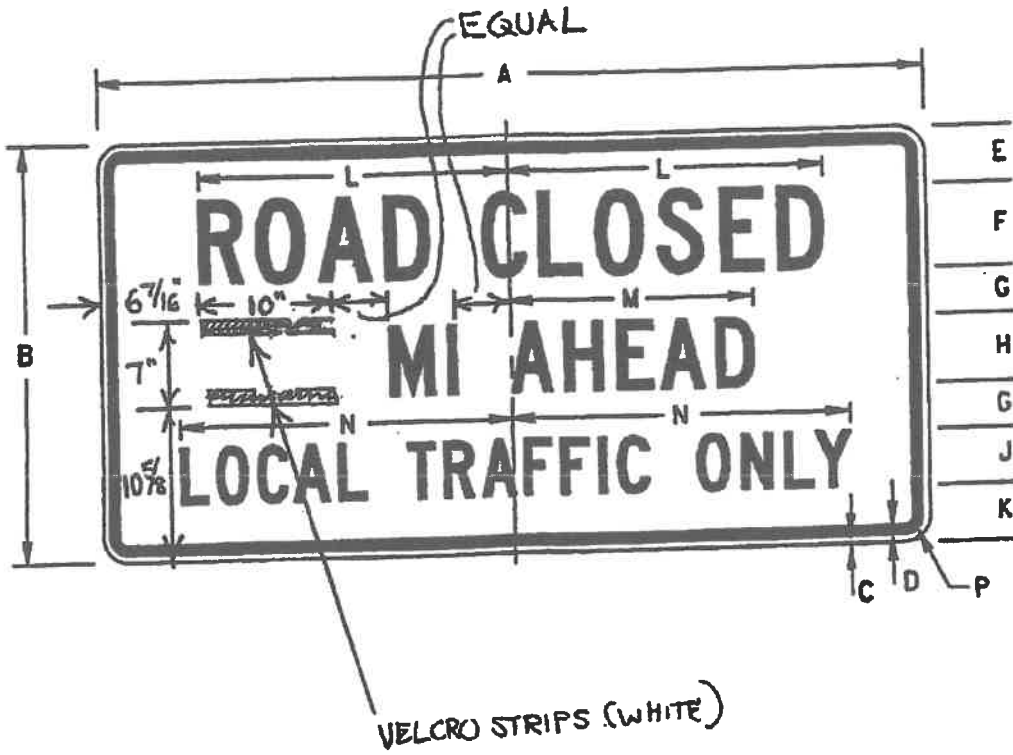 EQUAL
A
E
L L
ROAD CLOSED
F
6 7/16" 10" M
G
B
7"
MI AHEAD
H
G
N N
10 5/8
LOCAL TRAFFIC ONLY
J
K
C D P
VELCRO STRIPS (WHITE)